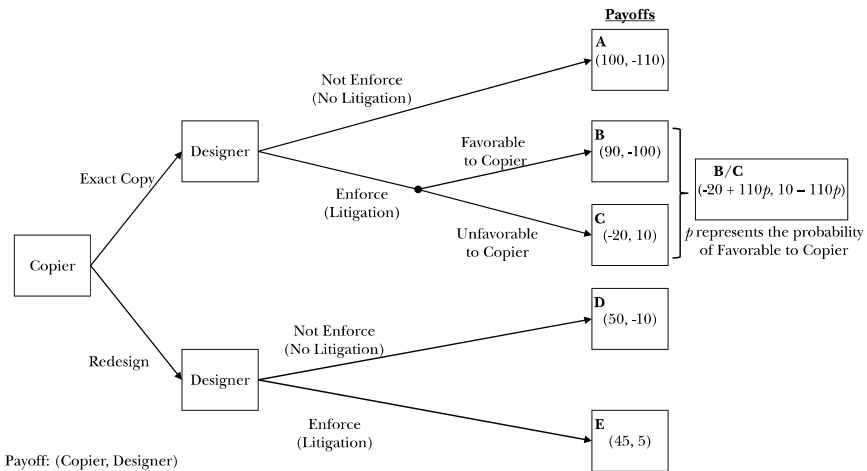 Payoffs
A
(100, -110)
Not Enforce
(No Litigation)
Designer
Favorable
to Copier
B
(90, -100)
B/C
(-20 + 110p, 10 – 110p)
Exact Copy
Enforce
(Litigation)
Unfavorable
to Copier
C
(-20, 10)
p represents the probability
of Favorable to Copier
Copier
D
(50, -10)
Not Enforce
(No Litigation)
Redesign
Designer
Enforce
(Litigation)
E
(45, 5)
Payoff: (Copier, Designer)